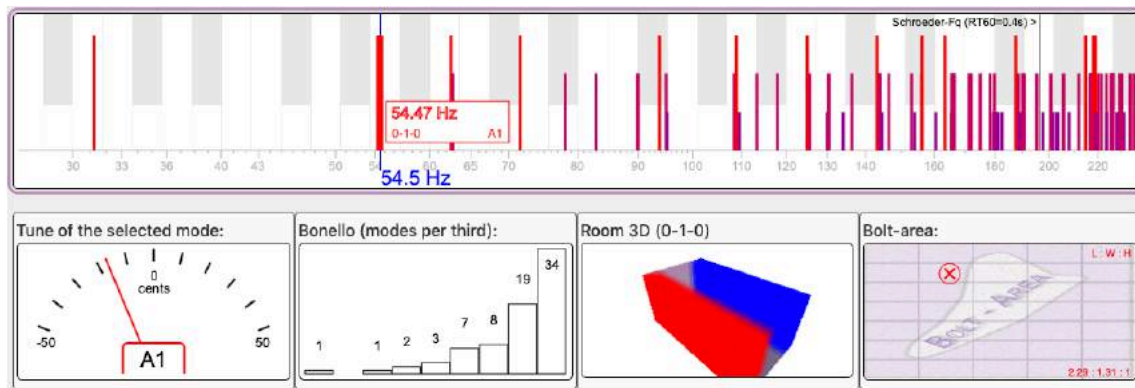 Schroeder-Fq (RT60=0.4s) >
54.47 Hz
0-1-0 A1
30 33 36 40 43 50 54 60 65 70 80 90 100 110 120 130 140 160 180 200 220
54.5 Hz
Tune of the selected mode:
0
cents
-50 50
A1
Bonello (modes per third):
1 1 2 3 7 8 19 34
Room 3D (0-1-0)
Bolt-area:
L : W : H
BOLT - AREA
2.29 : 1.31 : 1